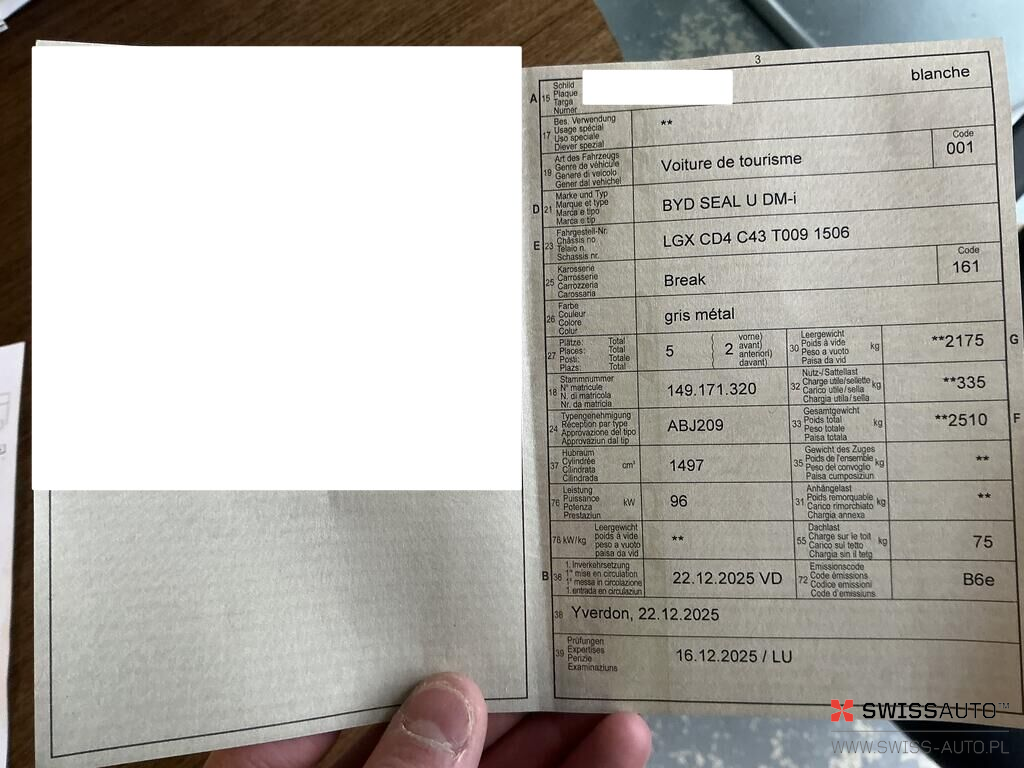 3
A 15 Schild
Plaque
Targa
Numer
blanche
17 Bes. Verwendung
Usage spécial
Uso speciale
Diever spezial
**
19 Art des Fahrzeugs
Genre de véhicule
Genere di veicolo
Gener dal vehichel
Voiture de tourisme
Code
001
D 21 Marke und Typ
Marque et type
Marca e tipo
Marca e tip
BYD SEAL U DM-i
E 23 Fahrgestell-Nr.
Châssis no
Telaio n.
Schassis nr.
LGX CD4 C43 T009 1506
25 Karosserie
Carrosserie
Carrozzeria
Carossaria
Break
Code
161
26 Farbe
Couleur
Colore
Colur
gris métal
27 Plätze: Total
Places: Total
Posti: Totale
Plazs: Total
5
( 2 vorne)
avant)
anteriori)
davant)
30 Leergewicht
Poids à vide
Peso a vuoto
Paisa da vid
kg
**2175
G
18 Stammnummer
N° matricule
N. di matricola
Nr. da matricla
149.171.320
32 Nutz-/Sattellast
Charge utile/sellette
Carico utile/sella
Chargia utila/sella
kg
**335
24 Typengenehmigung
Réception par type
Approvazione del tipo
Approvaziun dal tip
ABJ209
33 Gesamtgewicht
Poids total
Peso totale
Paisa totala
kg
**2510
F
37 Hubraum
Cylindrée
Cilindrata
Cilindrada
cm³
1497
35 Gewicht des Zuges
Poids de l'ensemble
Peso del convoglio
Paisa cumposiziun
kg
**
76 Leistung
Puissance
Potenza
Prestaziun
kW
96
31 Anhängelast
Poids remorquable
Carico rimorchiato
Chargia annexa
kg
**
78 kW/kg
Leergewicht
poids à vide
peso a vuoto
paisa da vid
**
55 Dachlast
Charge sur le toit
Carico sul tetto
Chargia sin il tetg
kg
75
B 36 1. Inverkehrsetzung
1re mise en circulation
1a messa in circolazione
1. entrada en circulaziun
22.12.2025 VD
72 Emissionscode
Code émissions
Codice emissioni
Code d'emissiuns
B6e
38 Yverdon, 22.12.2025
39 Prüfungen
Expertises
Perizie
Examinaziuns
16.12.2025 / LU
SWISSAUTO™
WWW.SWISS-AUTO.PL